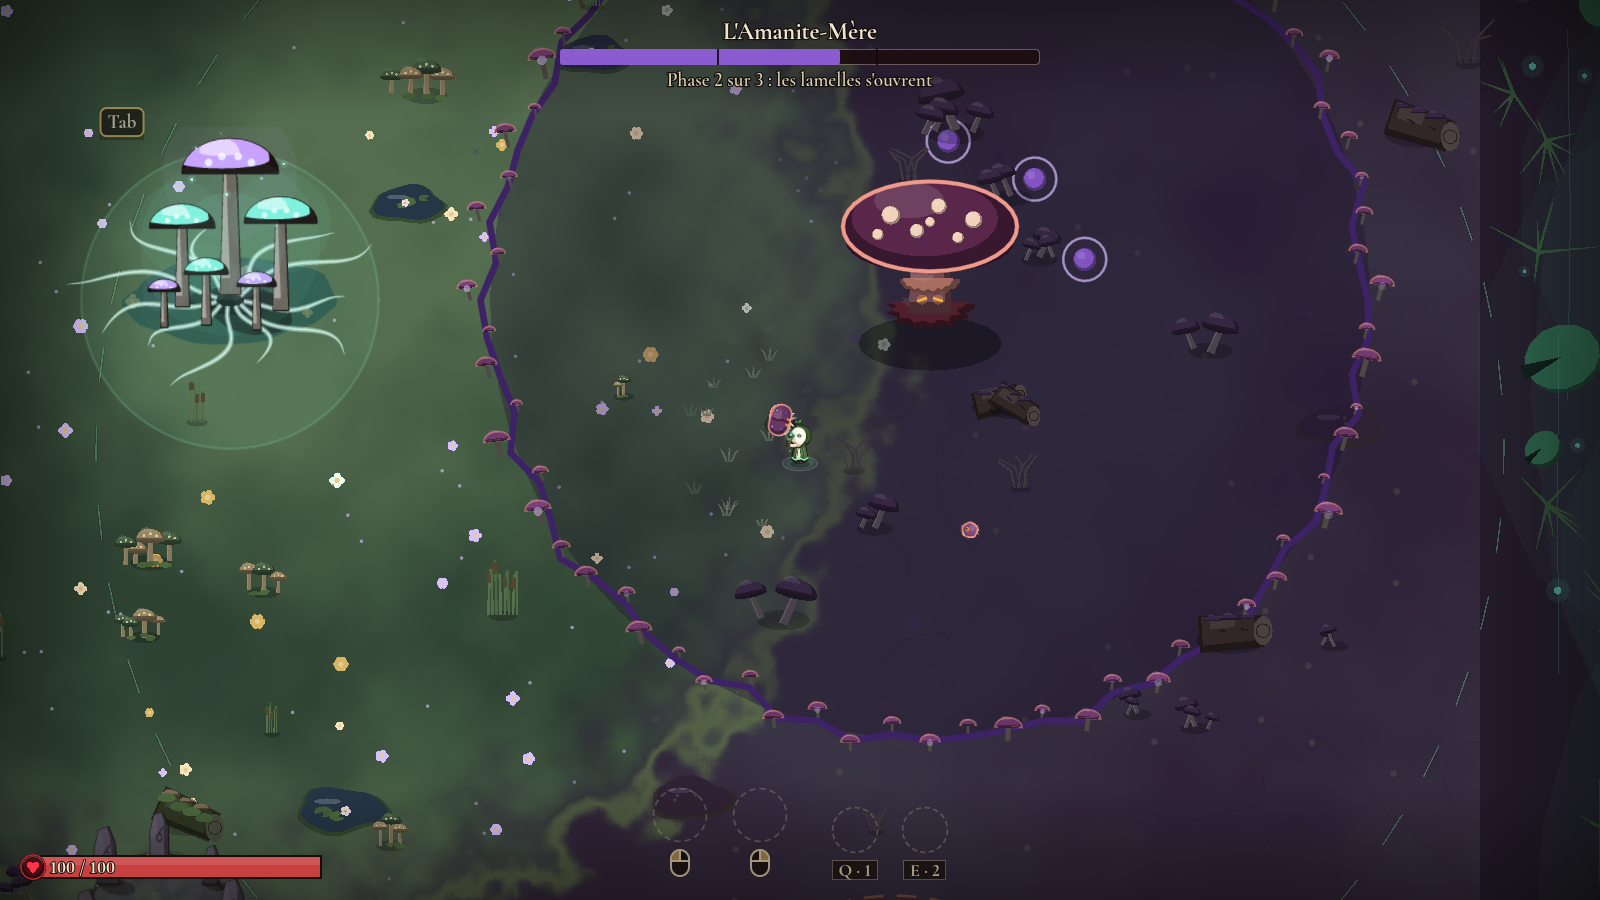 L'Amanite-Mère
Phase 2 sur 3 : les lamelles s'ouvrent
Tab
100 / 100
Q · 1
E · 2